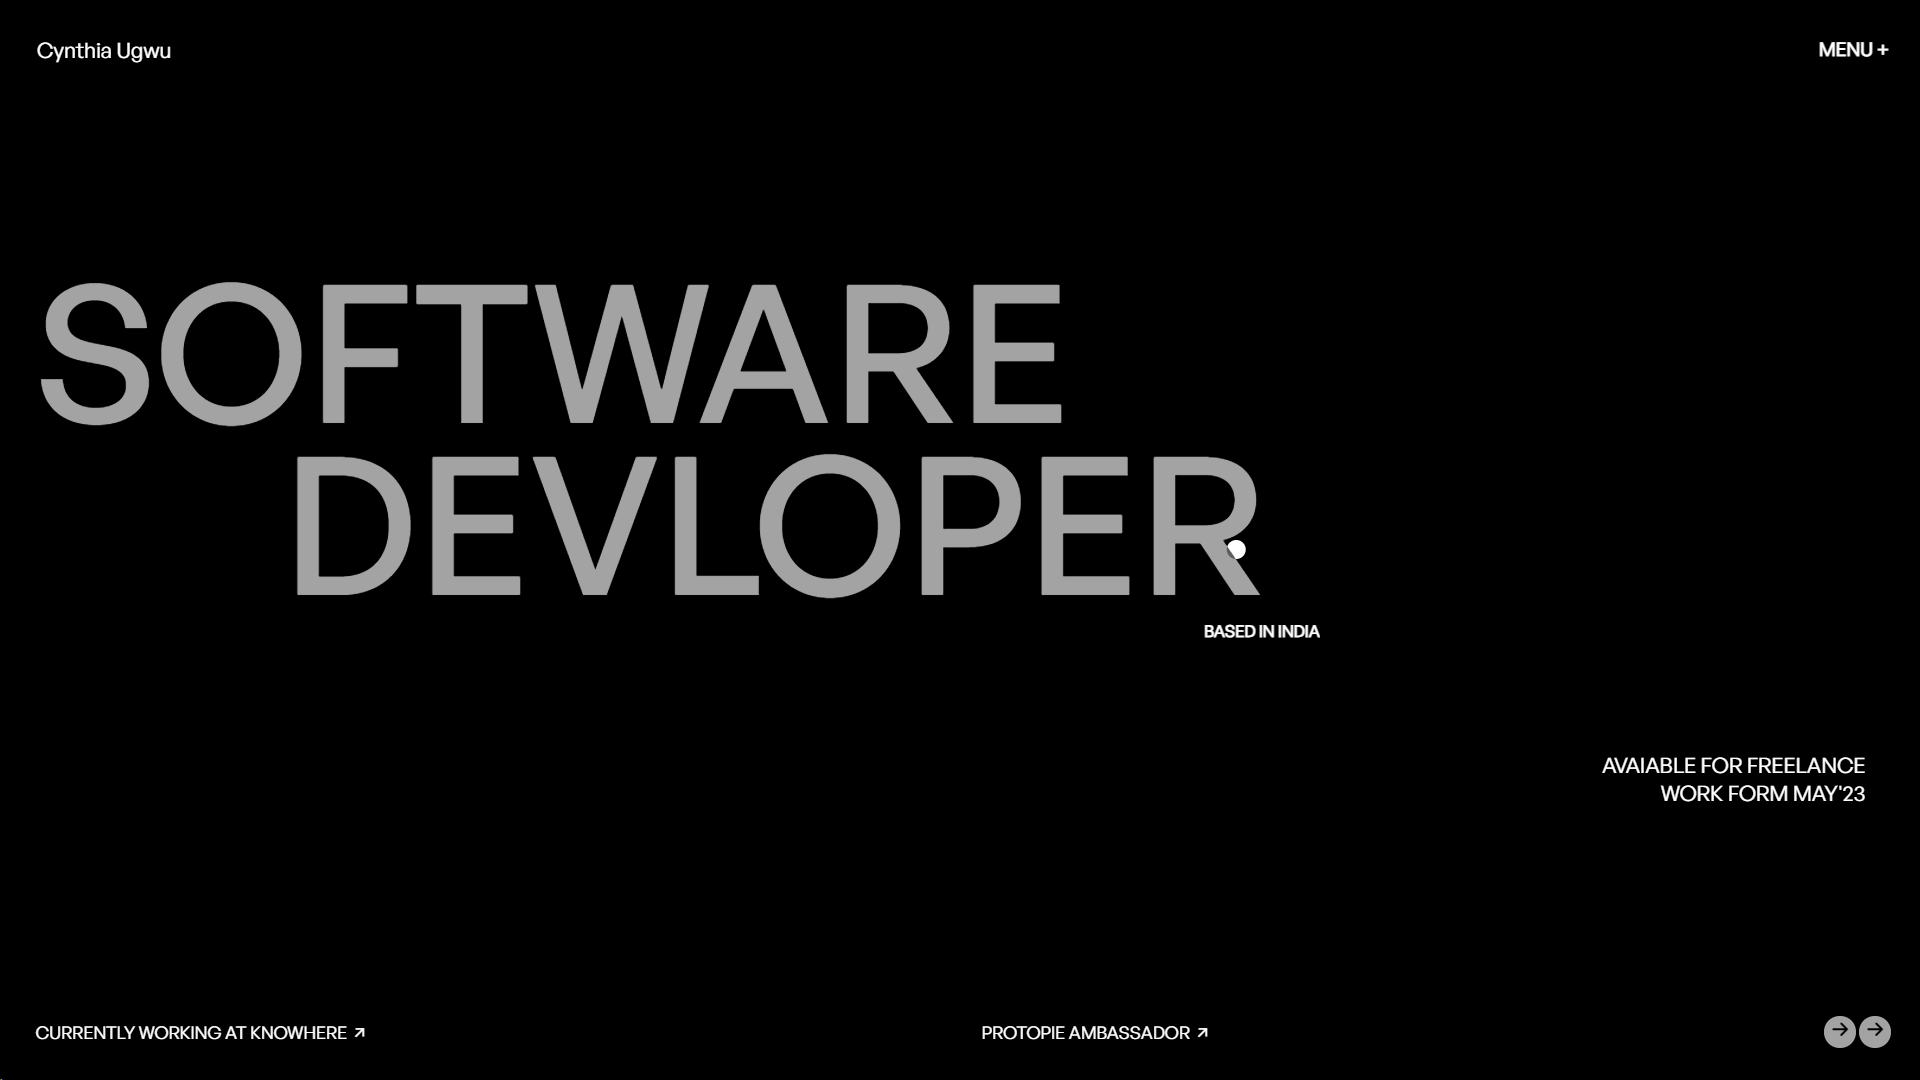 Cynthia Ugwu
MENU +
SOFTWARE
DEVLOPER
BASED IN INDIA
AVAIABLE FOR FREELANCE
WORK FORM MAY'23
CURRENTLY WORKING AT KNOWHERE ↗
PROTOPIE AMBASSADOR ↗